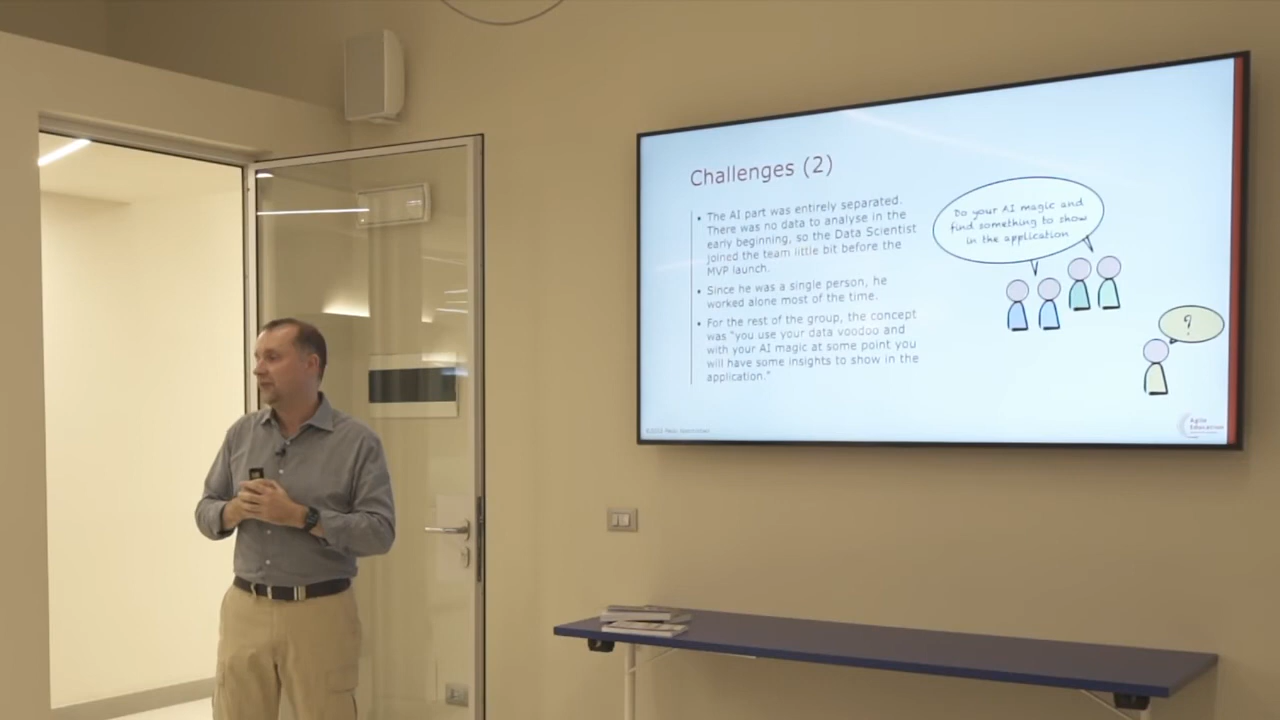 Challenges (2)
• The AI part was entirely separated.
There was no data to analyse in the
early beginning, so the Data Scientist
joined the team little bit before the
MVP launch.
• Since he was a single person, he
worked alone most of the time.
• For the rest of the group, the concept
was “you use your data voodoo and
with your AI magic at some point you
will have some insights to show in the
application.”
Do your AI magic and
find something to show
in the application
?
Agile
Education